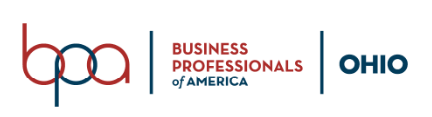 bpa
BUSINESS
PROFESSIONALS
of AMERICA
OHIO